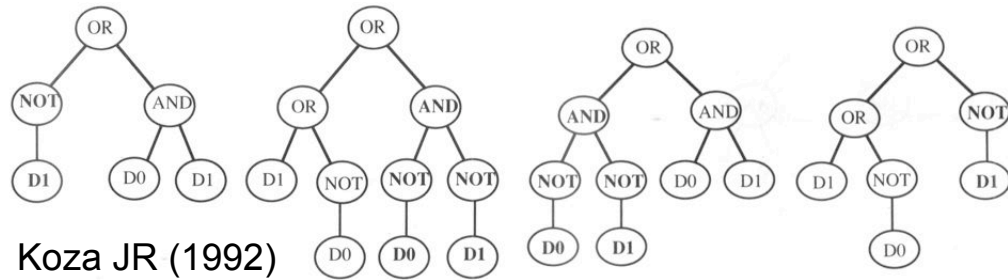 OR
NOT AND
D1 D0 D1
OR
OR AND
D1 NOT NOT NOT
D0 D0 D1
OR
AND AND
NOT NOT D0 D1
D0 D1
OR
OR NOT
D1 NOT D1
D0
Koza JR (1992)